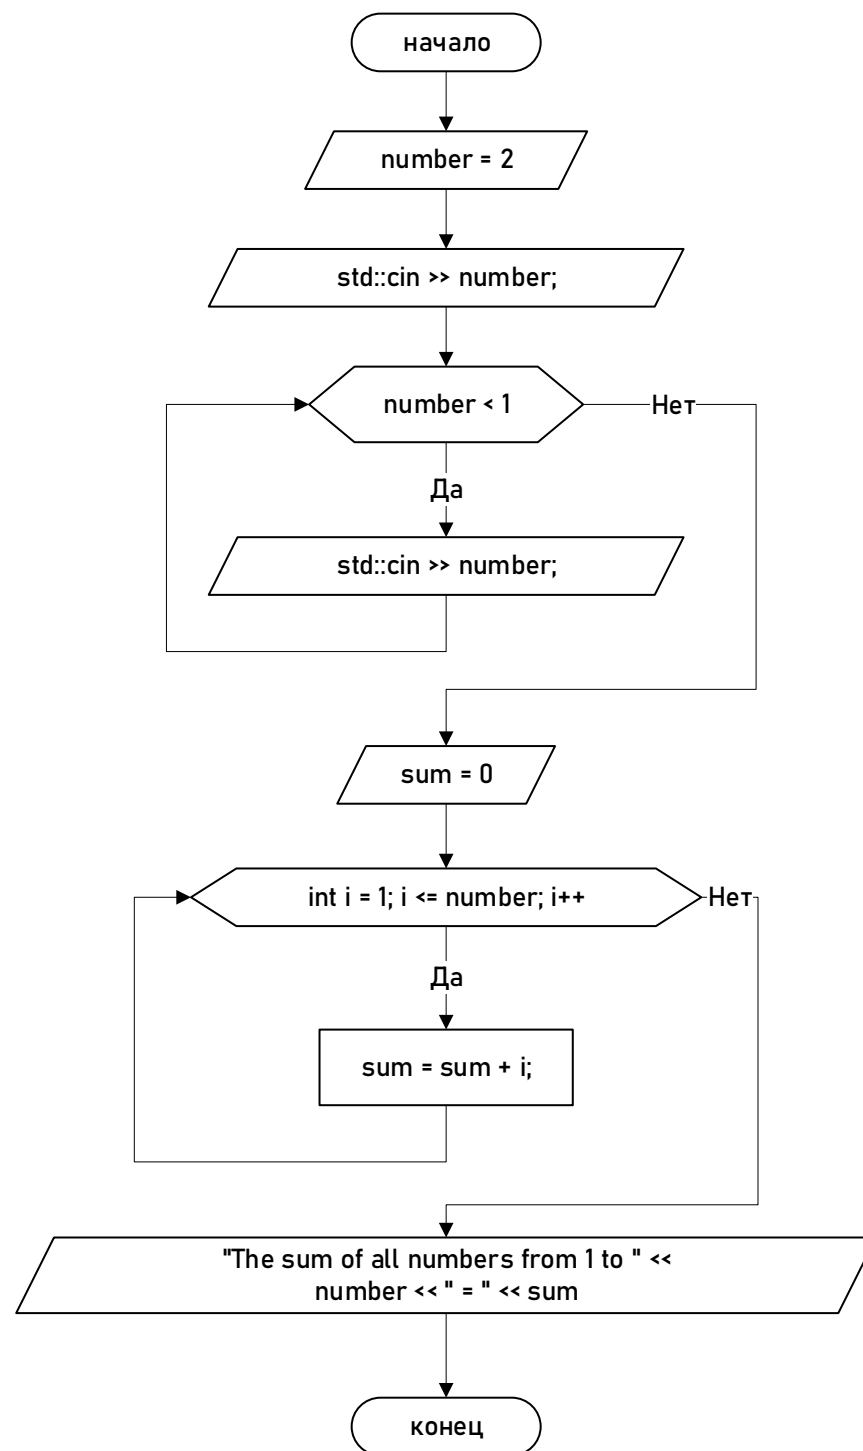 начало
number = 2
std::cin >> number;
number < 1
Нет
Да
std::cin >> number;
sum = 0
int i = 1; i <= number; i++
Нет
Да
sum = sum + i;
"The sum of all numbers from 1 to " <<
number << " = " << sum
конец